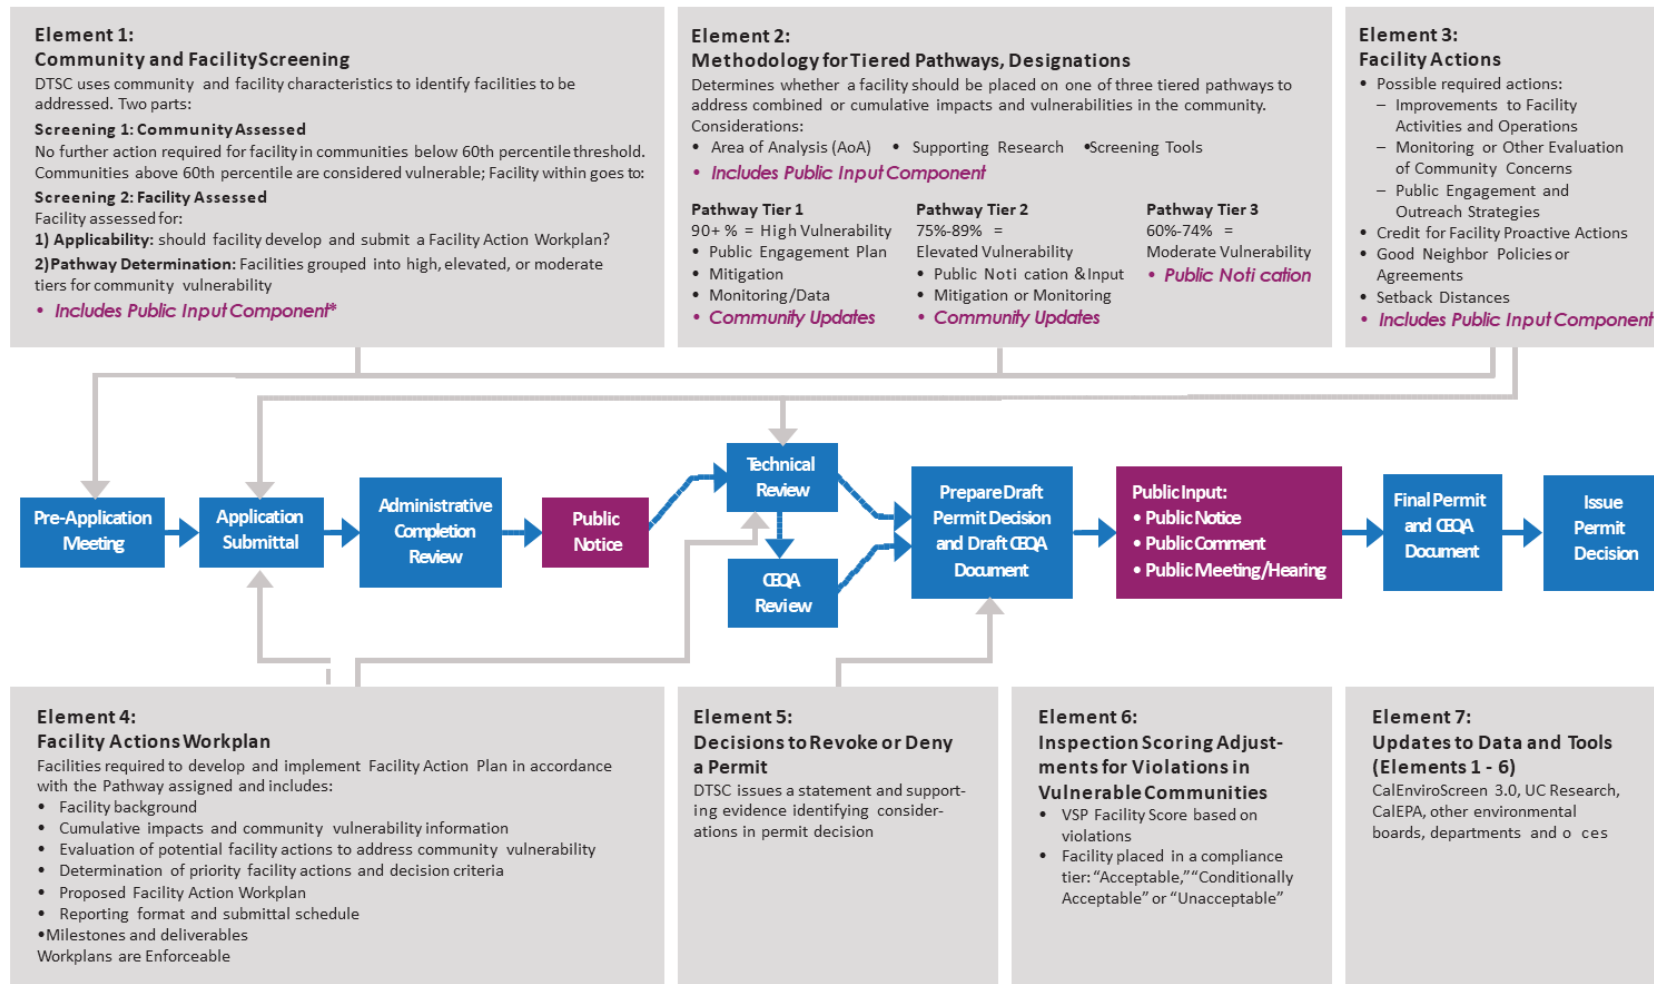 Element 1:
Community and Facility Screening
DTSC uses community and facility characteristics to identify facilities to be
addressed. Two parts:
Screening 1: Community Assessed
No further action required for facility in communities below 60th percentile threshold.
Communities above 60th percentile are considered vulnerable; Facility within goes to:
Screening 2: Facility Assessed
Facility assessed for:
1) Applicability: should facility develop and submit a Facility Action Workplan?
2)Pathway Determination: Facilities grouped into high, elevated, or moderate
tiers for community vulnerability
• Includes Public Input Component*
Element 2:
Methodology for Tiered Pathways, Designations
Determines whether a facility should be placed on one of three tiered pathways to
address combined or cumulative impacts and vulnerabilities in the community.
Considerations:
• Area of Analysis (AoA) • Supporting Research •Screening Tools
• Includes Public Input Component
Pathway Tier 1
90+ % = High Vulnerability
• Public Engagement Plan
• Mitigation
• Monitoring/Data
• Community Updates
Pathway Tier 2
75%-89% =
Elevated Vulnerability
• Public Noti cation & Input
• Mitigation or Monitoring
• Community Updates
Pathway Tier 3
60%-74% =
Moderate Vulnerability
• Public Noti cation
Element 3:
Facility Actions
• Possible required actions:
– Improvements to Facility
Activities and Operations
– Monitoring or Other Evaluation
of Community Concerns
– Public Engagement and
Outreach Strategies
• Credit for Facility Proactive Actions
• Good Neighbor Policies or
Agreements
• Setback Distances
• Includes Public Input Component
Pre-Application
Meeting
Application
Submittal
Administrative
Completion
Review
Public
Notice
Technical
Review
CEQA
Review
Prepare Draft
Permit Decision
and Draft CEQA
Document
Public Input:
• Public Notice
• Public Comment
• Public Meeting/Hearing
Final Permit
and CEQA
Document
Issue
Permit
Decision
Element 4:
Facility Actions Workplan
Facilities required to develop and implement Facility Action Plan in accordance
with the Pathway assigned and includes:
• Facility background
• Cumulative impacts and community vulnerability information
• Evaluation of potential facility actions to address community vulnerability
• Determination of priority facility actions and decision criteria
• Proposed Facility Action Workplan
• Reporting format and submittal schedule
•Milestones and deliverables
Workplans are Enforceable
Element 5:
Decisions to Revoke or Deny
a Permit
DTSC issues a statement and support-
ing evidence identifying consider-
ations in permit decision
Element 6:
Inspection Scoring Adjust-
ments for Violations in
Vulnerable Communities
• VSP Facility Score based on
violations
• Facility placed in a compliance
tier: “Acceptable,” “Conditionally
Acceptable” or “Unacceptable”
Element 7:
Updates to Data and Tools
(Elements 1 - 6)
CalEnviroScreen 3.0, UC Research,
CalEPA, other environmental
boards, departments and o ces